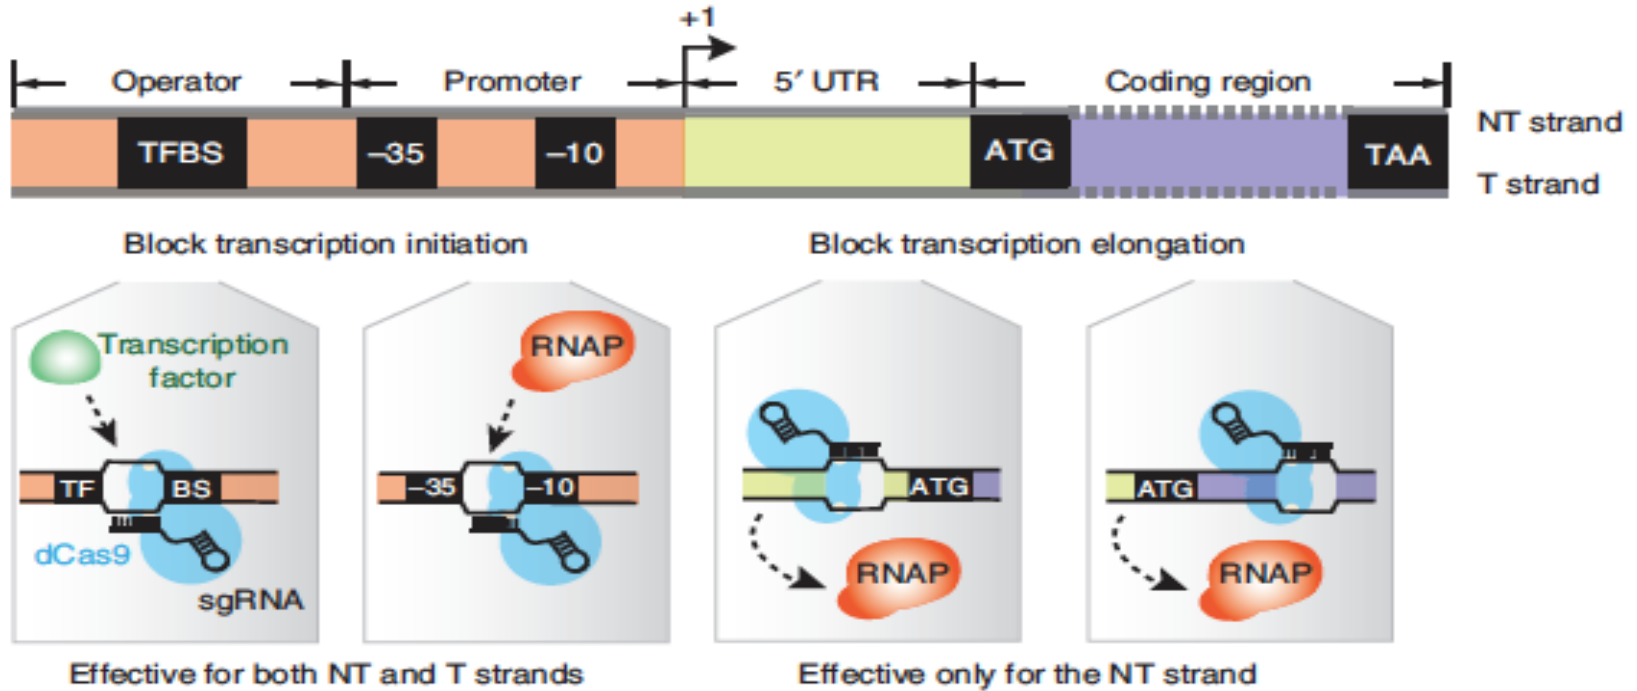 +1
Operator Promoter 5′ UTR Coding region
TFBS –35 –10 ATG TAA
NT strand
T strand
Block transcription initiation
Block transcription elongation
Transcription
factor
TF BS
dCas9
sgRNA
RNAP
–35 –10
ATG
RNAP
ATG
RNAP
Effective for both NT and T strands
Effective only for the NT strand